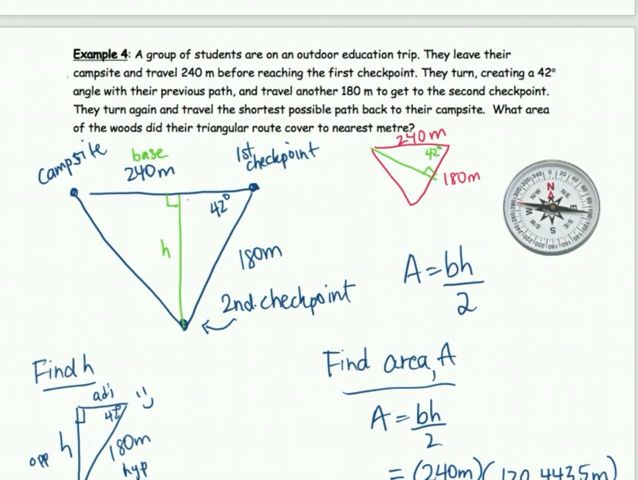 Example 4: A group of students are on an outdoor education trip. They leave their
campsite and travel 240 m before reaching the first checkpoint. They turn, creating a 42°
angle with their previous path, and travel another 180 m to get to the second checkpoint.
They turn again and travel the shortest possible path back to their campsite. What area
of the woods did their triangular route cover to nearest metre?
240m
42°
180m
Campsite
base
240m
1st
checkpoint
42°
h
180m
2nd checkpoint
N
E
S
W
A = bh/2
Find h
adj
42°
h
180m
opp
hyp
Find area, A
A = bh/2
= (240m)(120.4435m)